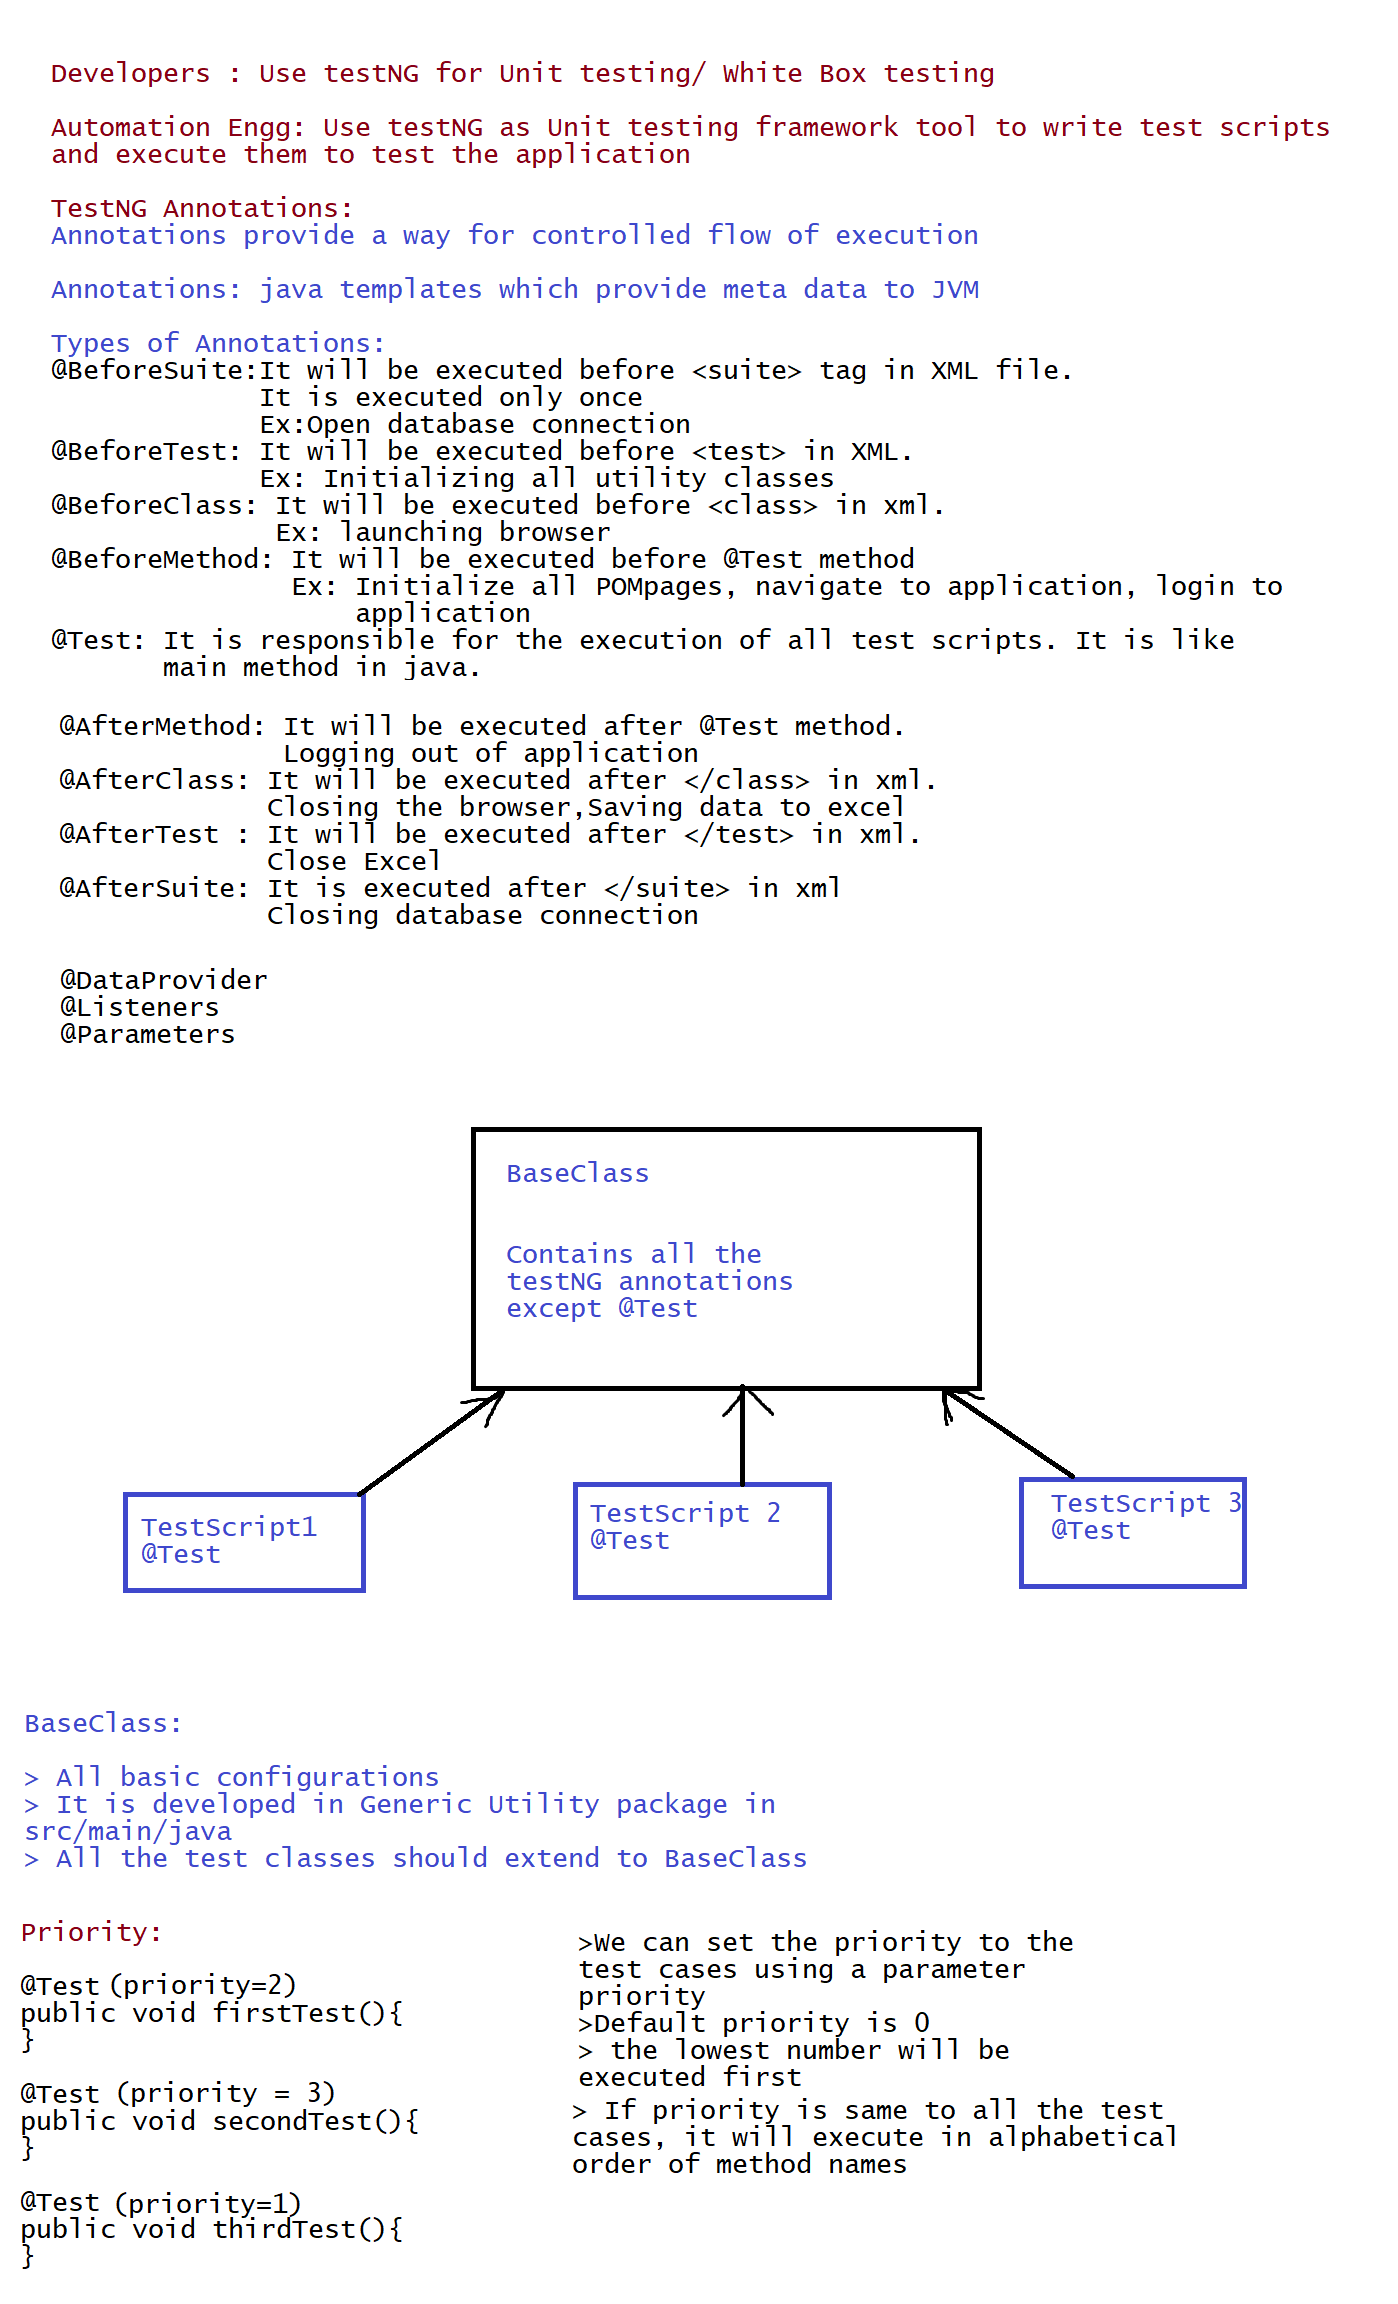 Developers : Use testNG for Unit testing/ White Box testing
Automation Engg: Use testNG as Unit testing framework tool to write test scripts
and execute them to test the application
TestNG Annotations:
Annotations provide a way for controlled flow of execution
Annotations: java templates which provide meta data to JVM
Types of Annotations:
@BeforeSuite:It will be executed before <suite> tag in XML file.
It is executed only once
Ex:Open database connection
@BeforeTest: It will be executed before <test> in XML.
Ex: Initializing all utility classes
@BeforeClass: It will be executed before <class> in xml.
Ex: launching browser
@BeforeMethod: It will be executed before @Test method
Ex: Initialize all POMpages, navigate to application, login to
application
@Test: It is responsible for the execution of all test scripts. It is like
main method in java.
@AfterMethod: It will be executed after @Test method.
Logging out of application
@AfterClass: It will be executed after </class> in xml.
Closing the browser,Saving data to excel
@AfterTest : It will be executed after </test> in xml.
Close Excel
@AfterSuite: It is executed after </suite> in xml
Closing database connection
@DataProvider
@Listeners
@Parameters
BaseClass
Contains all the
testNG annotations
except @Test
TestScript1
@Test
TestScript 2
@Test
TestScript 3
@Test
BaseClass:
> All basic configurations
> It is developed in Generic Utility package in
src/main/java
> All the test classes should extend to BaseClass
Priority:
@Test (priority=2)
public void firstTest(){
}
@Test (priority = 3)
public void secondTest(){
}
@Test (priority=1)
public void thirdTest(){
}
>We can set the priority to the
test cases using a parameter
priority
>Default priority is 0
> the lowest number will be
executed first
> If priority is same to all the test
cases, it will execute in alphabetical
order of method names